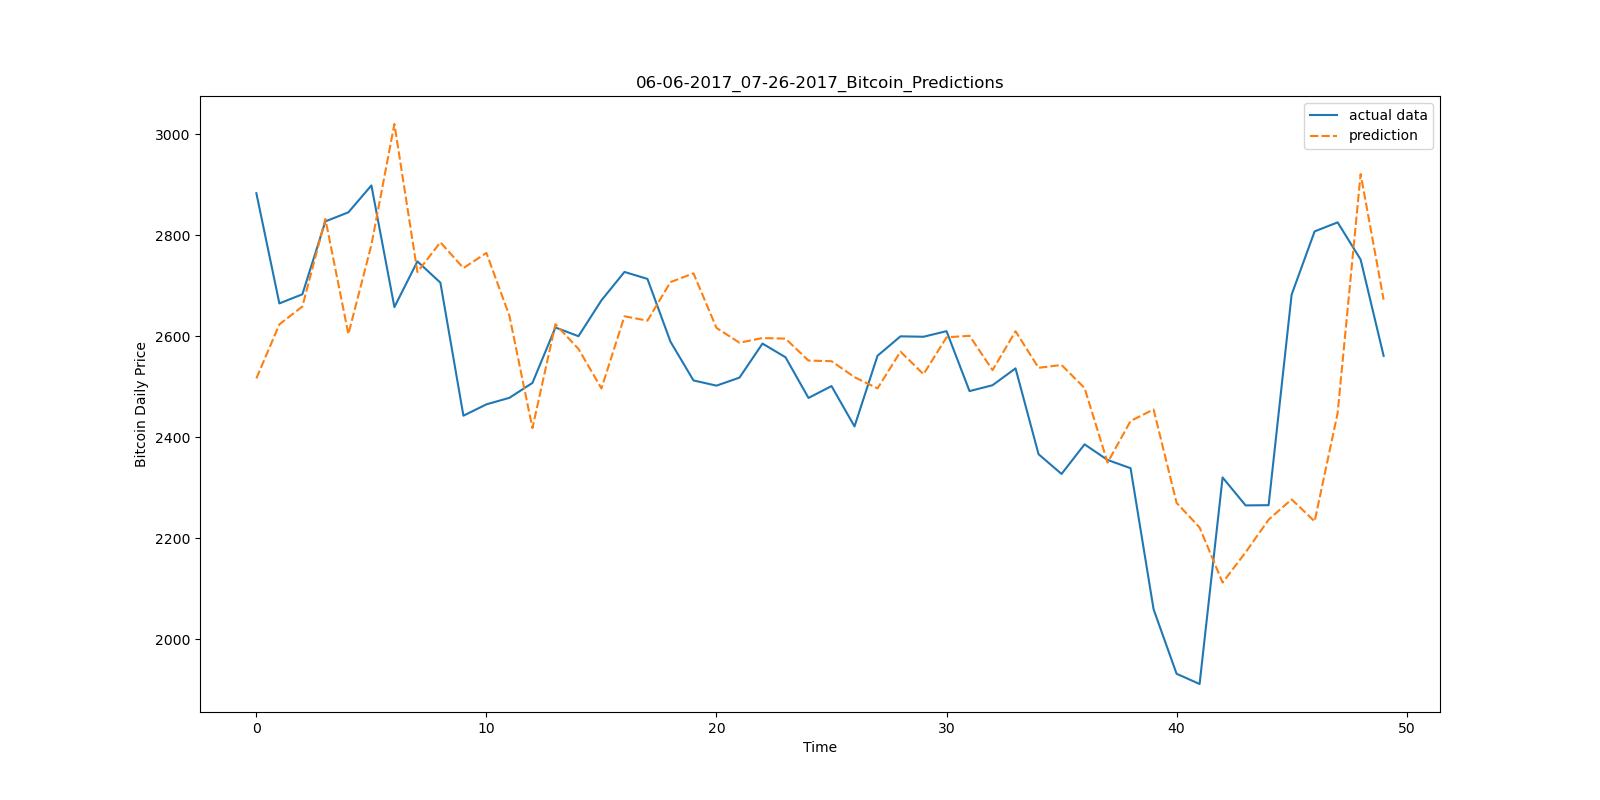 06-06-2017_07-26-2017_Bitcoin_Predictions
actual data
prediction
3000
2800
2600
2400
2200
2000
Bitcoin Daily Price
0 10 20 30 40 50
Time